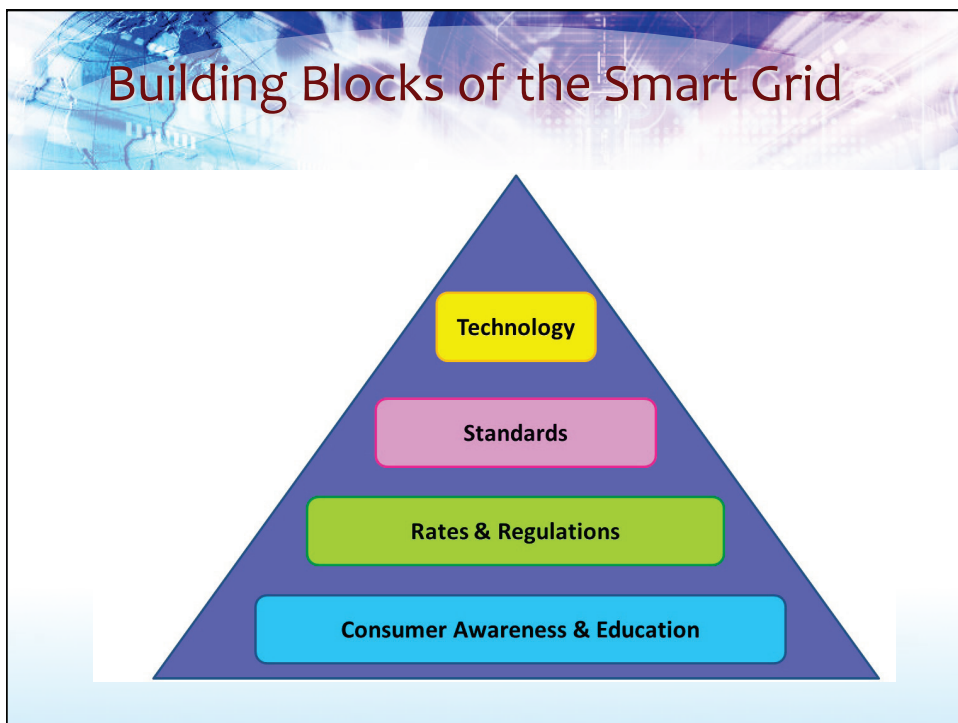 Building Blocks of the Smart Grid
Technology
Standards
Rates & Regulations
Consumer Awareness & Education